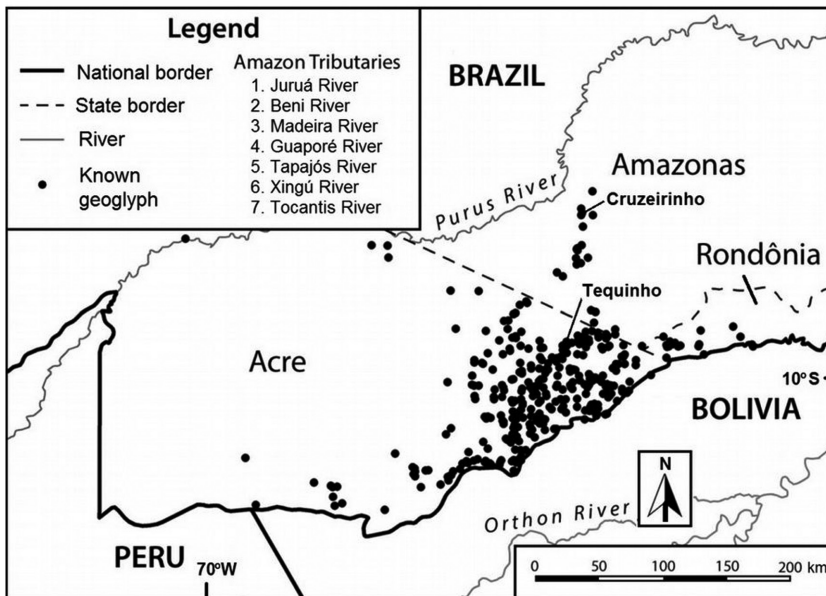 Legend
National border
State border
River
Known
geoglyph
Amazon Tributaries
1. Juruá River
2. Beni River
3. Madeira River
4. Guaporé River
5. Tapajós River
6. Xingú River
7. Tocantis River
BRAZIL
Amazonas
Purus River
Cruzeirinho
Rondônia
Tequinho
Acre
10°S
BOLIVIA
N
Orthon River
PERU
70°W
0 50 100 150 200 km